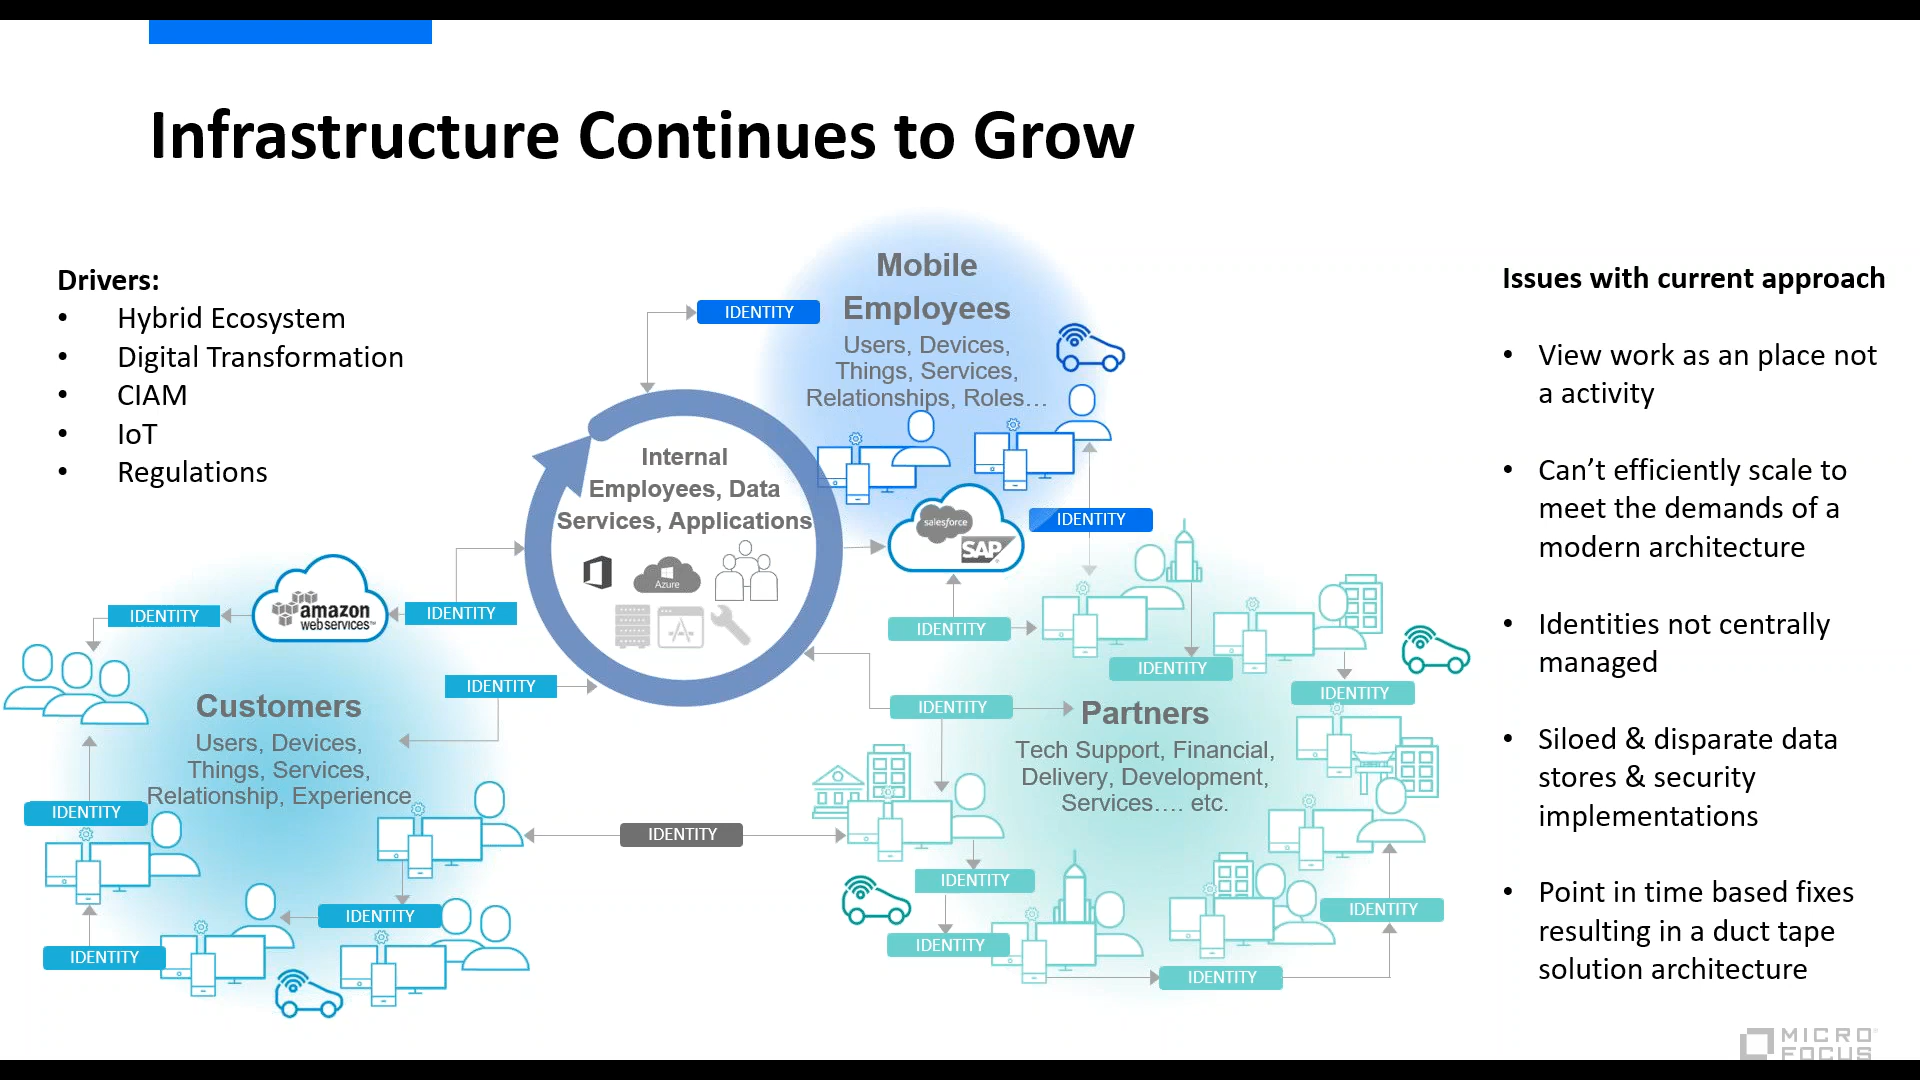 Infrastructure Continues to Grow
Drivers:
• Hybrid Ecosystem
• Digital Transformation
• CIAM
• IoT
• Regulations
Mobile
Employees
Users, Devices,
Things, Services,
Relationships, Roles…
IDENTITY
Internal
Employees, Data
Services, Applications
Azure
salesforce
SAP
IDENTITY
IDENTITY
amazon
webservices™
IDENTITY
IDENTITY
Customers
Users, Devices,
Things, Services,
Relationship, Experience
IDENTITY
IDENTITY
IDENTITY
IDENTITY
IDENTITY
IDENTITY
IDENTITY
IDENTITY
IDENTITY
Partners
Tech Support, Financial,
Delivery, Development,
Services…. etc.
IDENTITY
IDENTITY
IDENTITY
IDENTITY
Issues with current approach
• View work as an place not
a activity
• Can’t efficiently scale to
meet the demands of a
modern architecture
• Identities not centrally
managed
• Siloed & disparate data
stores & security
implementations
• Point in time based fixes
resulting in a duct tape
solution architecture
MICRO
FOCUS